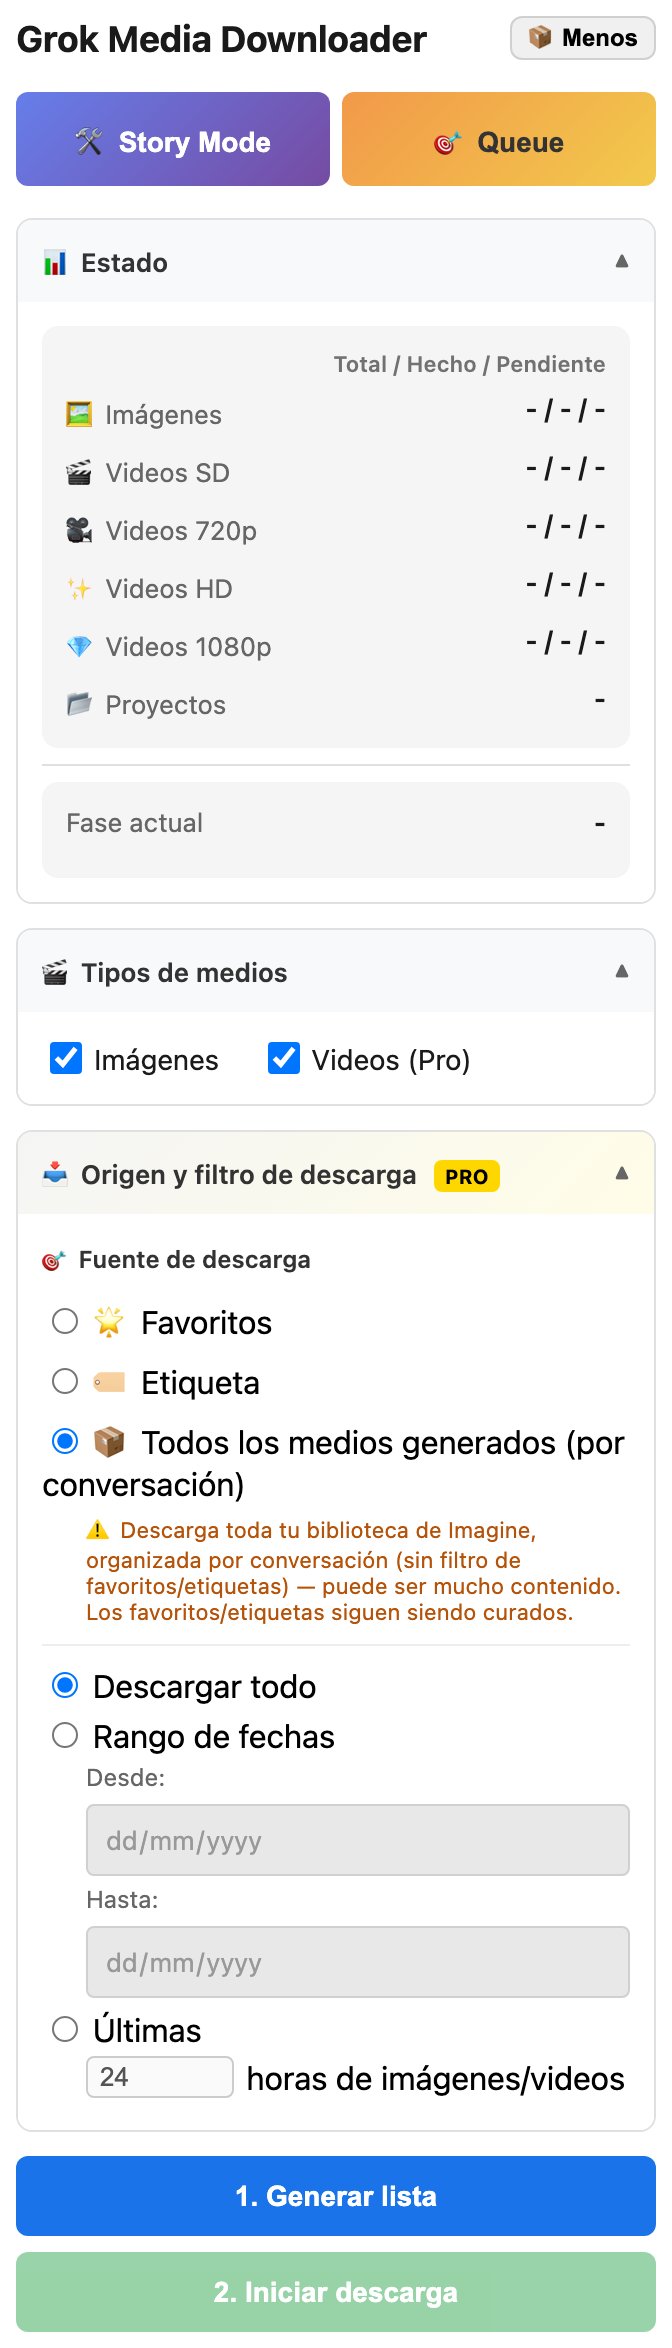 Grok Media Downloader
Menos
Story Mode
Queue
Estado
Total / Hecho / Pendiente
Imágenes - / - / -
Videos SD - / - / -
Videos 720p - / - / -
Videos HD - / - / -
Videos 1080p - / - / -
Proyectos -
Fase actual -
Tipos de medios
Imágenes
Videos (Pro)
Origen y filtro de descarga PRO
Fuente de descarga
Favoritos
Etiqueta
Todos los medios generados (por
conversación)
Descarga toda tu biblioteca de Imagine,
organizada por conversación (sin filtro de
favoritos/etiquetas) — puede ser mucho contenido.
Los favoritos/etiquetas siguen siendo curados.
Descargar todo
Rango de fechas
Desde:
dd/mm/yyyy
Hasta:
dd/mm/yyyy
Últimas
24 horas de imágenes/videos
1. Generar lista
2. Iniciar descarga